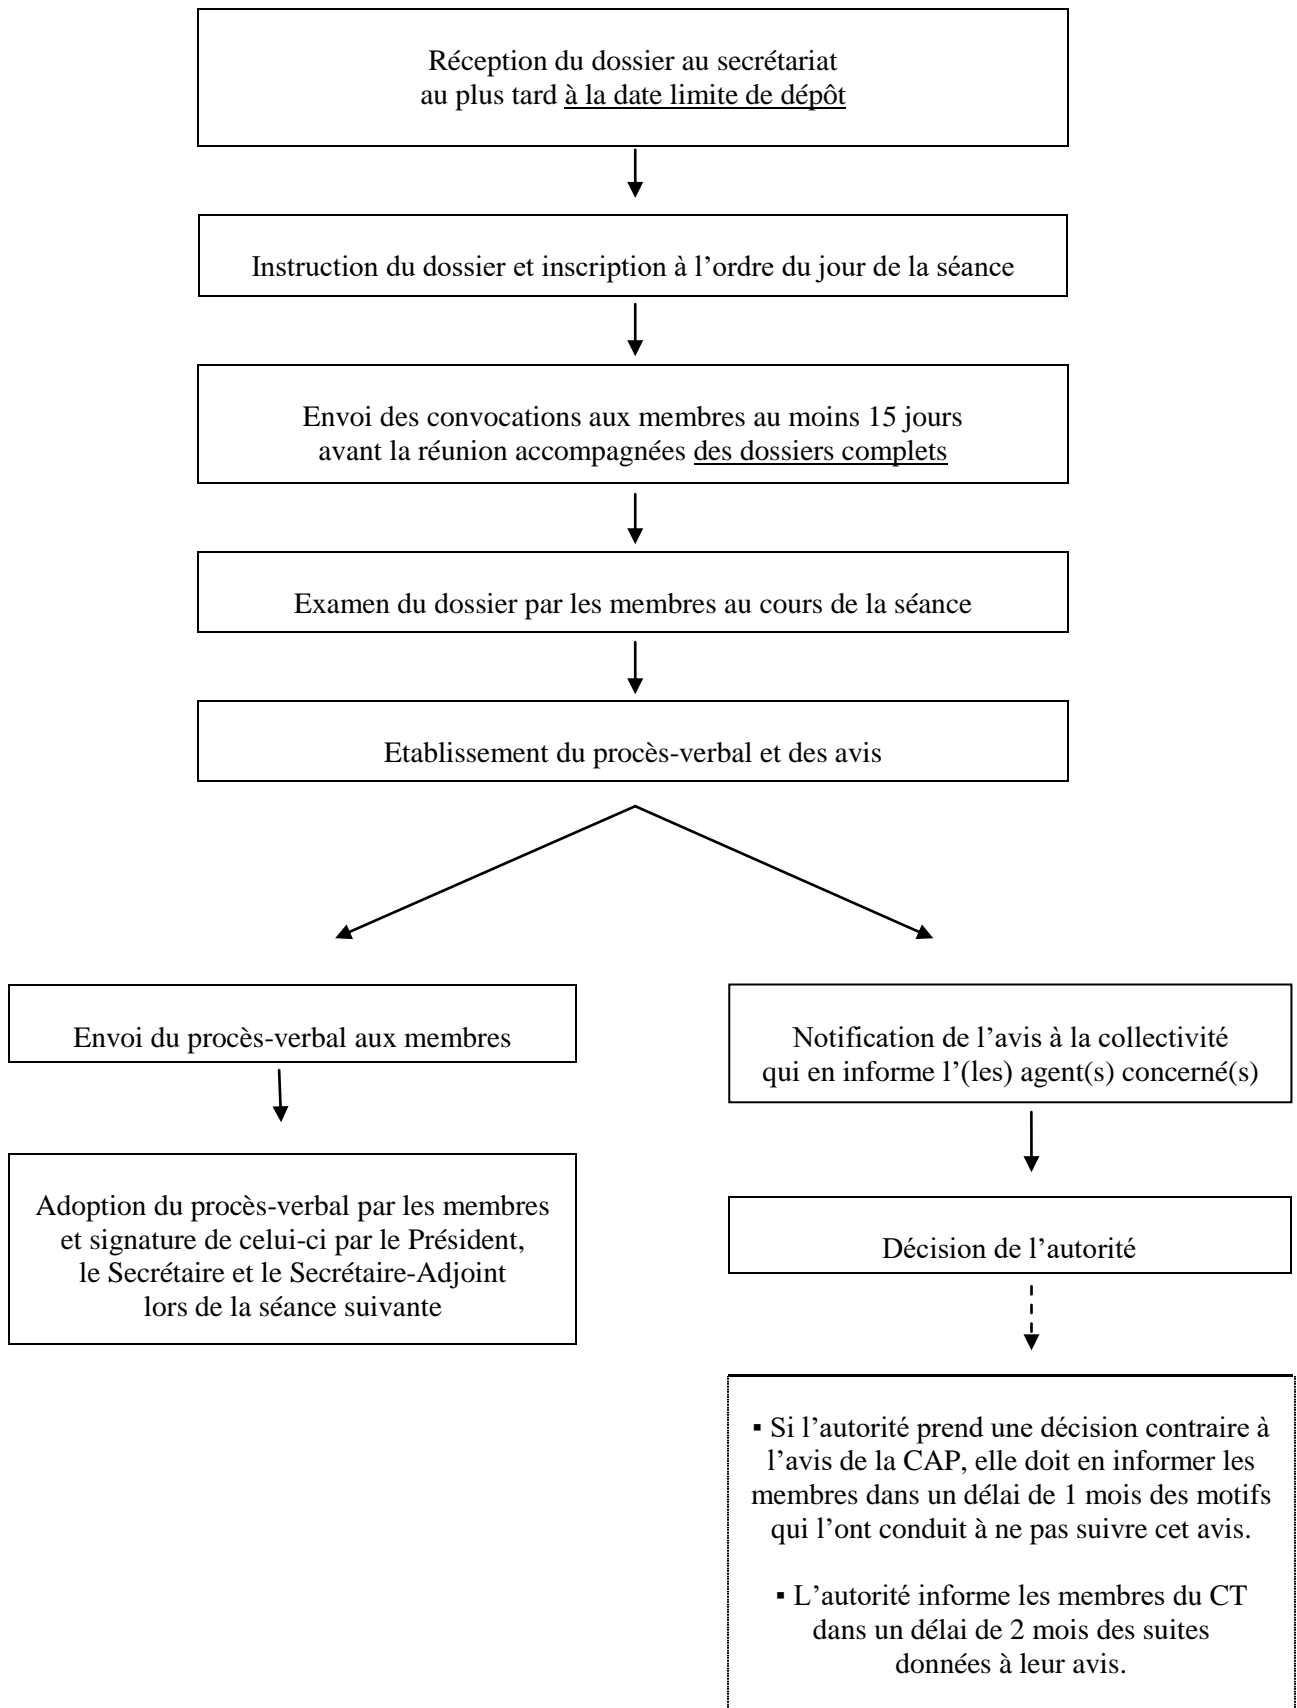 Réception du dossier au secrétariat
au plus tard à la date limite de dépôt
Instruction du dossier et inscription à l’ordre du jour de la séance
Envoi des convocations aux membres au moins 15 jours
avant la réunion accompagnées des dossiers complets
Examen du dossier par les membres au cours de la séance
Etablissement du procès-verbal et des avis
Envoi du procès-verbal aux membres
Adoption du procès-verbal par les membres
et signature de celui-ci par le Président,
le Secrétaire et le Secrétaire-Adjoint
lors de la séance suivante
Notification de l’avis à la collectivité
qui en informe l’(les) agent(s) concerné(s)
Décision de l’autorité
▪ Si l’autorité prend une décision contraire à
l’avis de la CAP, elle doit en informer les
membres dans un délai de 1 mois des motifs
qui l’ont conduit à ne pas suivre cet avis.
▪ L’autorité informe les membres du CT
dans un délai de 2 mois des suites
données à leur avis.